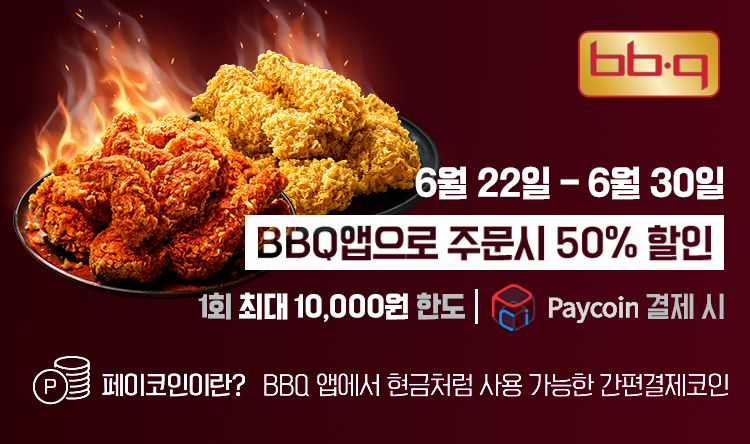 bb.q
6월 22일 – 6월 30일
BBQ앱으로 주문시 50% 할인
1회 최대 10,000원 한도 | Paycoin 결제 시
P 페이코인이란? BBQ 앱에서 현금처럼 사용 가능한 간편결제코인